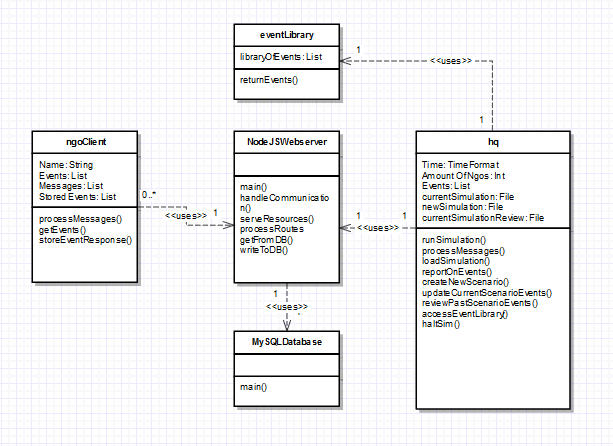 eventLibrary
libraryOfEvents: List
returnEvents()
1
<<uses>>
1
ngoClient
Name: String
Events: List
Messages: List
Stored Events: List
processMessages()
getEvents()
storeEventResponse()
0..*
<<uses>>
1
NodeJSWebserver
main()
handleCommunicatio
n()
serveResources()
processRoutes
getFromDB()
writeToDB()
1
<<uses>>
1
hq
Time: TimeFormat
Amount OfNgos: Int
Events: List
currentSimulation: File
newSimulation: File
currentSimulationReview: File
runSimulation()
processMessages()
loadSimulation()
reportOnEvents()
createNewScenario()
updateCurrentScenarioEvents()
reviewPastScenarioEvents()
accessEventLibrary()
haltSim()
1
<<uses>>
MySQLDatabase
main()